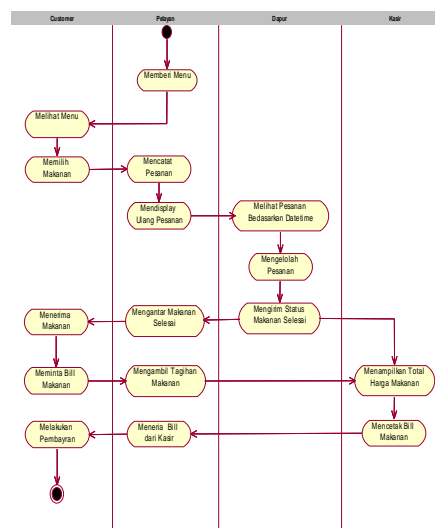 Customer
Pelayan
Dapur
Kasir
Memberi Menu
Melihat Menu
Memilih
Makanan
Mencatat
Pesanan
Mendisplay
Ulang Pesanan
Melihat Pesanan
Bedasarkan Datetime
Mengelolah
Pesanan
Mengirim Status
Makanan Selesai
Mengantar Makanan
Selesai
Menerima
Makanan
Meminta Bill
Makanan
Mengambil Tagihan
Makanan
Menampilkan Total
Harga Makanan
Mencetak Bill
Makanan
Meneria Bill
dari Kasir
Melakukan
Pembayran